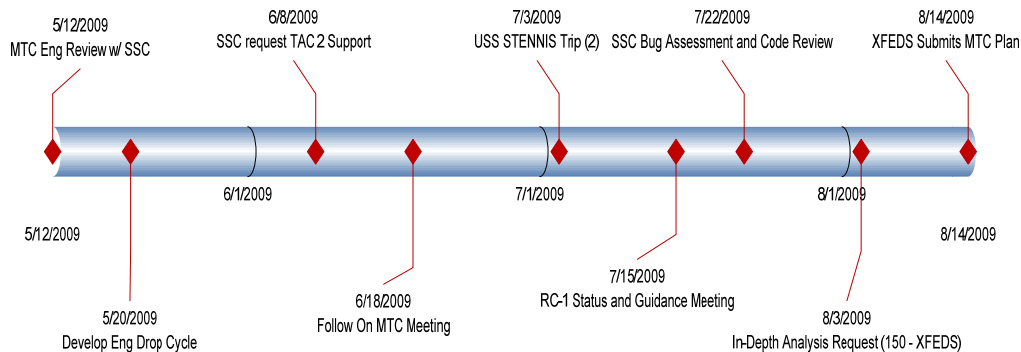 5/12/2009
MTC Eng Review w/ SSC
6/8/2009
SSC request TAC 2 Support
7/3/2009
USS STENNIS Trip (2)
7/22/2009
SSC Bug Assessment and Code Review
8/14/2009
XFEDS Submits MTC Plan
6/1/2009
7/1/2009
8/1/2009
5/12/2009
8/14/2009
5/20/2009
Develop Eng Drop Cycle
6/18/2009
Follow On MTC Meeting
7/15/2009
RC-1 Status and Guidance Meeting
8/3/2009
In-Depth Analysis Request (150 - XFEDS)